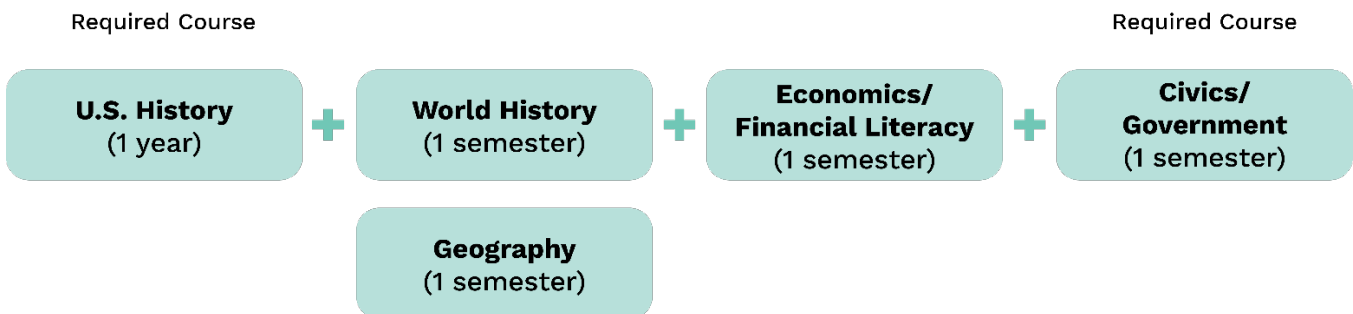 Required Course
Required Course
U.S. History
(1 year)
World History
(1 semester)
Economics/
Financial Literacy
(1 semester)
Civics/
Government
(1 semester)
Geography
(1 semester)